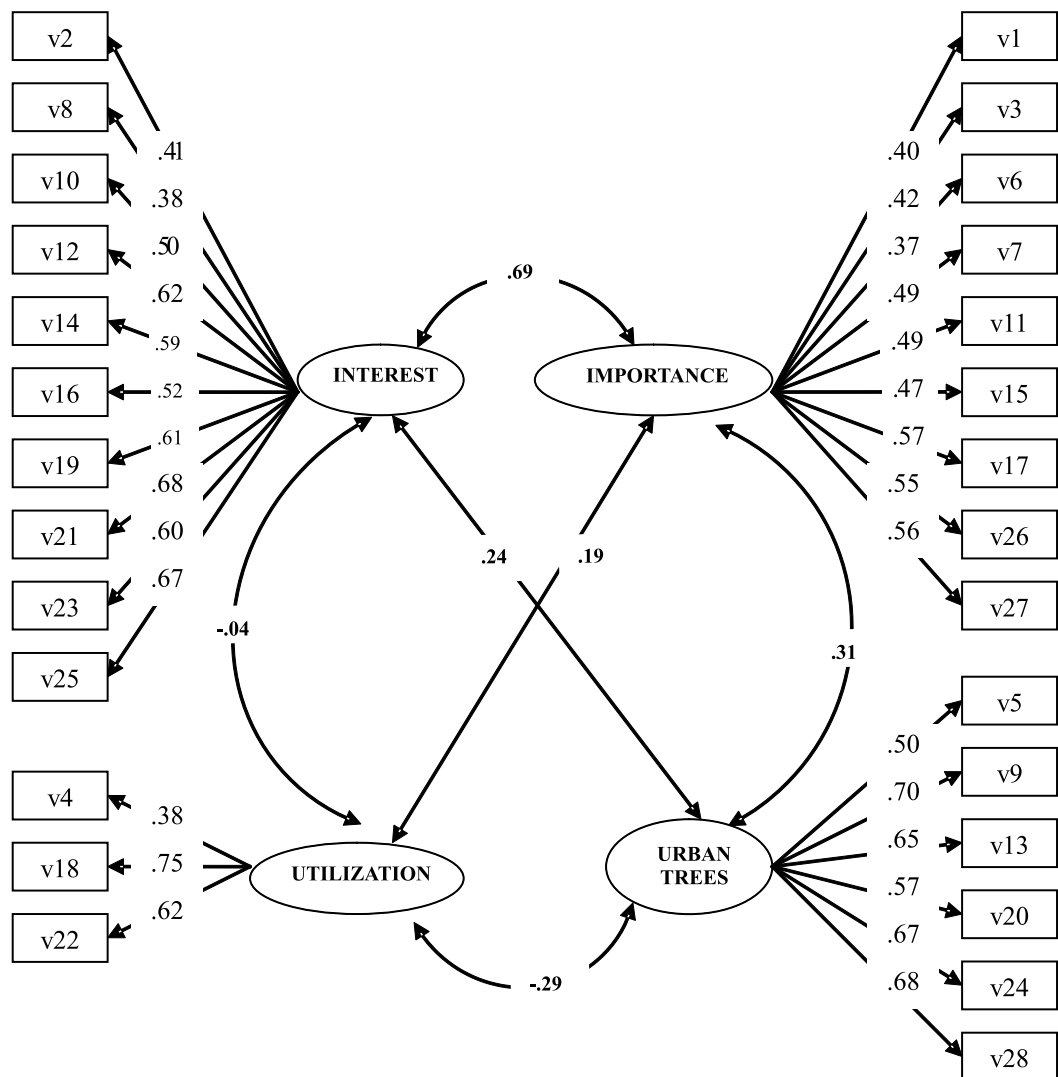 v2
v8
v10
v12
v14
v16
v19
v21
v23
v25
.41
.38
.50
.62
.59
.52
.61
.68
.60
.67
v4
v18
v22
.38
.75
.62
.69
INTEREST
IMPORTANCE
.24
.19
-.04
.31
UTILIZATION
URBAN
TREES
-.29
.40
.42
.37
.49
.49
.47
.57
.55
.56
v1
v3
v6
v7
v11
v15
v17
v26
v27
.50
.70
.65
.57
.67
.68
v5
v9
v13
v20
v24
v28